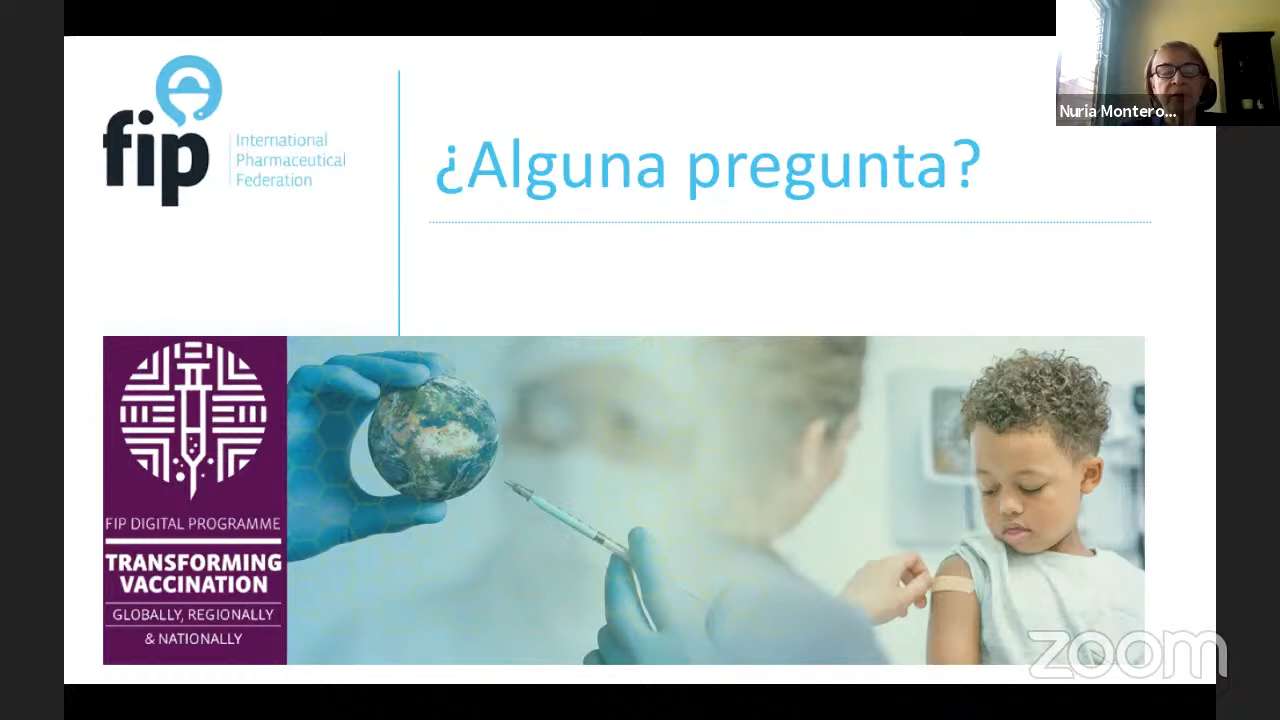 fip
International
Pharmaceutical
Federation
¿Alguna pregunta?
Nuria Montero...
FIP DIGITAL PROGRAMME
TRANSFORMING
VACCINATION
GLOBALLY, REGIONALLY
& NATIONALLY
zoom